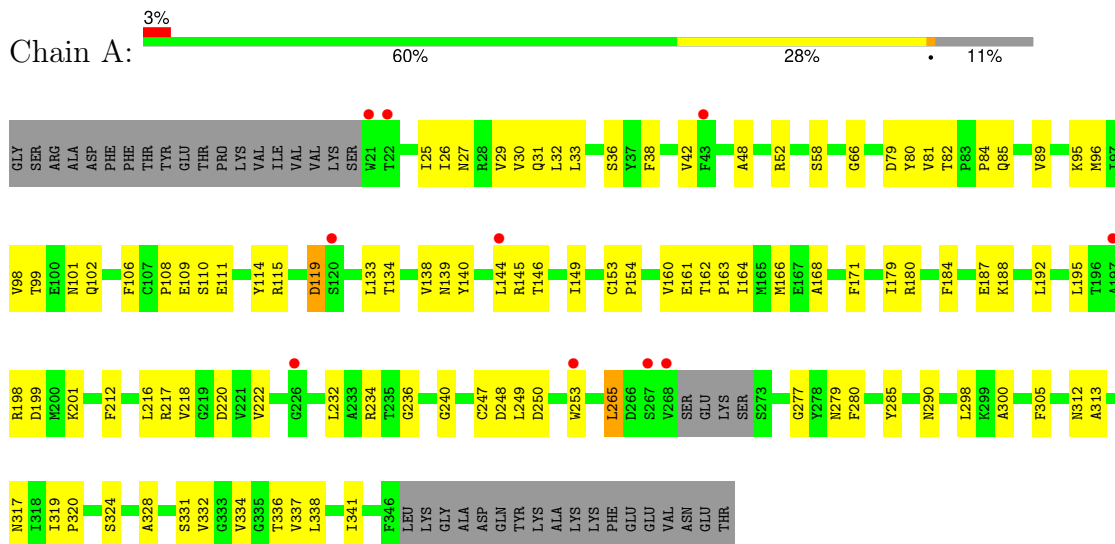 3%
Chain A:
60% 28% • 11%
GLY SER ARG ALA ASP PHE PHE THR TYR GLU THR PRO LYS VAL ILE VAL VAL LYS SER W21 T22 I25 I26 N27 R28 V29 V30 Q31 L32 L33 S36 Y37 F38 V42 F43 A48 R52 S58 G66 D79 Y80 V81 T82 P83 P84 Q85 V89 K95 M96 I97
V98 T99 E100 N101 Q102 F106 C107 P108 E109 S110 E111 Y114 R115 D119 S120 L133 T134 V138 N139 Y140 L144 R145 T146 I149 C153 P154 V160 E161 T162 P163 I164 M165 M166 E167 A168 F171 I179 R180 F184 E187 K188 L192 L195 T196 A197
R198 D199 M200 K201 F212 L216 R217 V218 G219 D220 V221 V222 G226 L232 A233 R234 T235 G236 G240 C247 D248 L249 D250 W253 L265 D266 S267 V268 SER GLU LYS SER S273 G277 Y278 N279 F280 Y285 N290 L298 K299 A300 F305 N312 A313
N317 I318 I319 P320 S324 A328 S331 V332 G333 V334 G335 T336 V337 L338 I341 F346 LEU LYS GLY ALA ASP GLN TYR LYS ALA LYS LYS PHE GLU GLU VAL ASN GLU THR